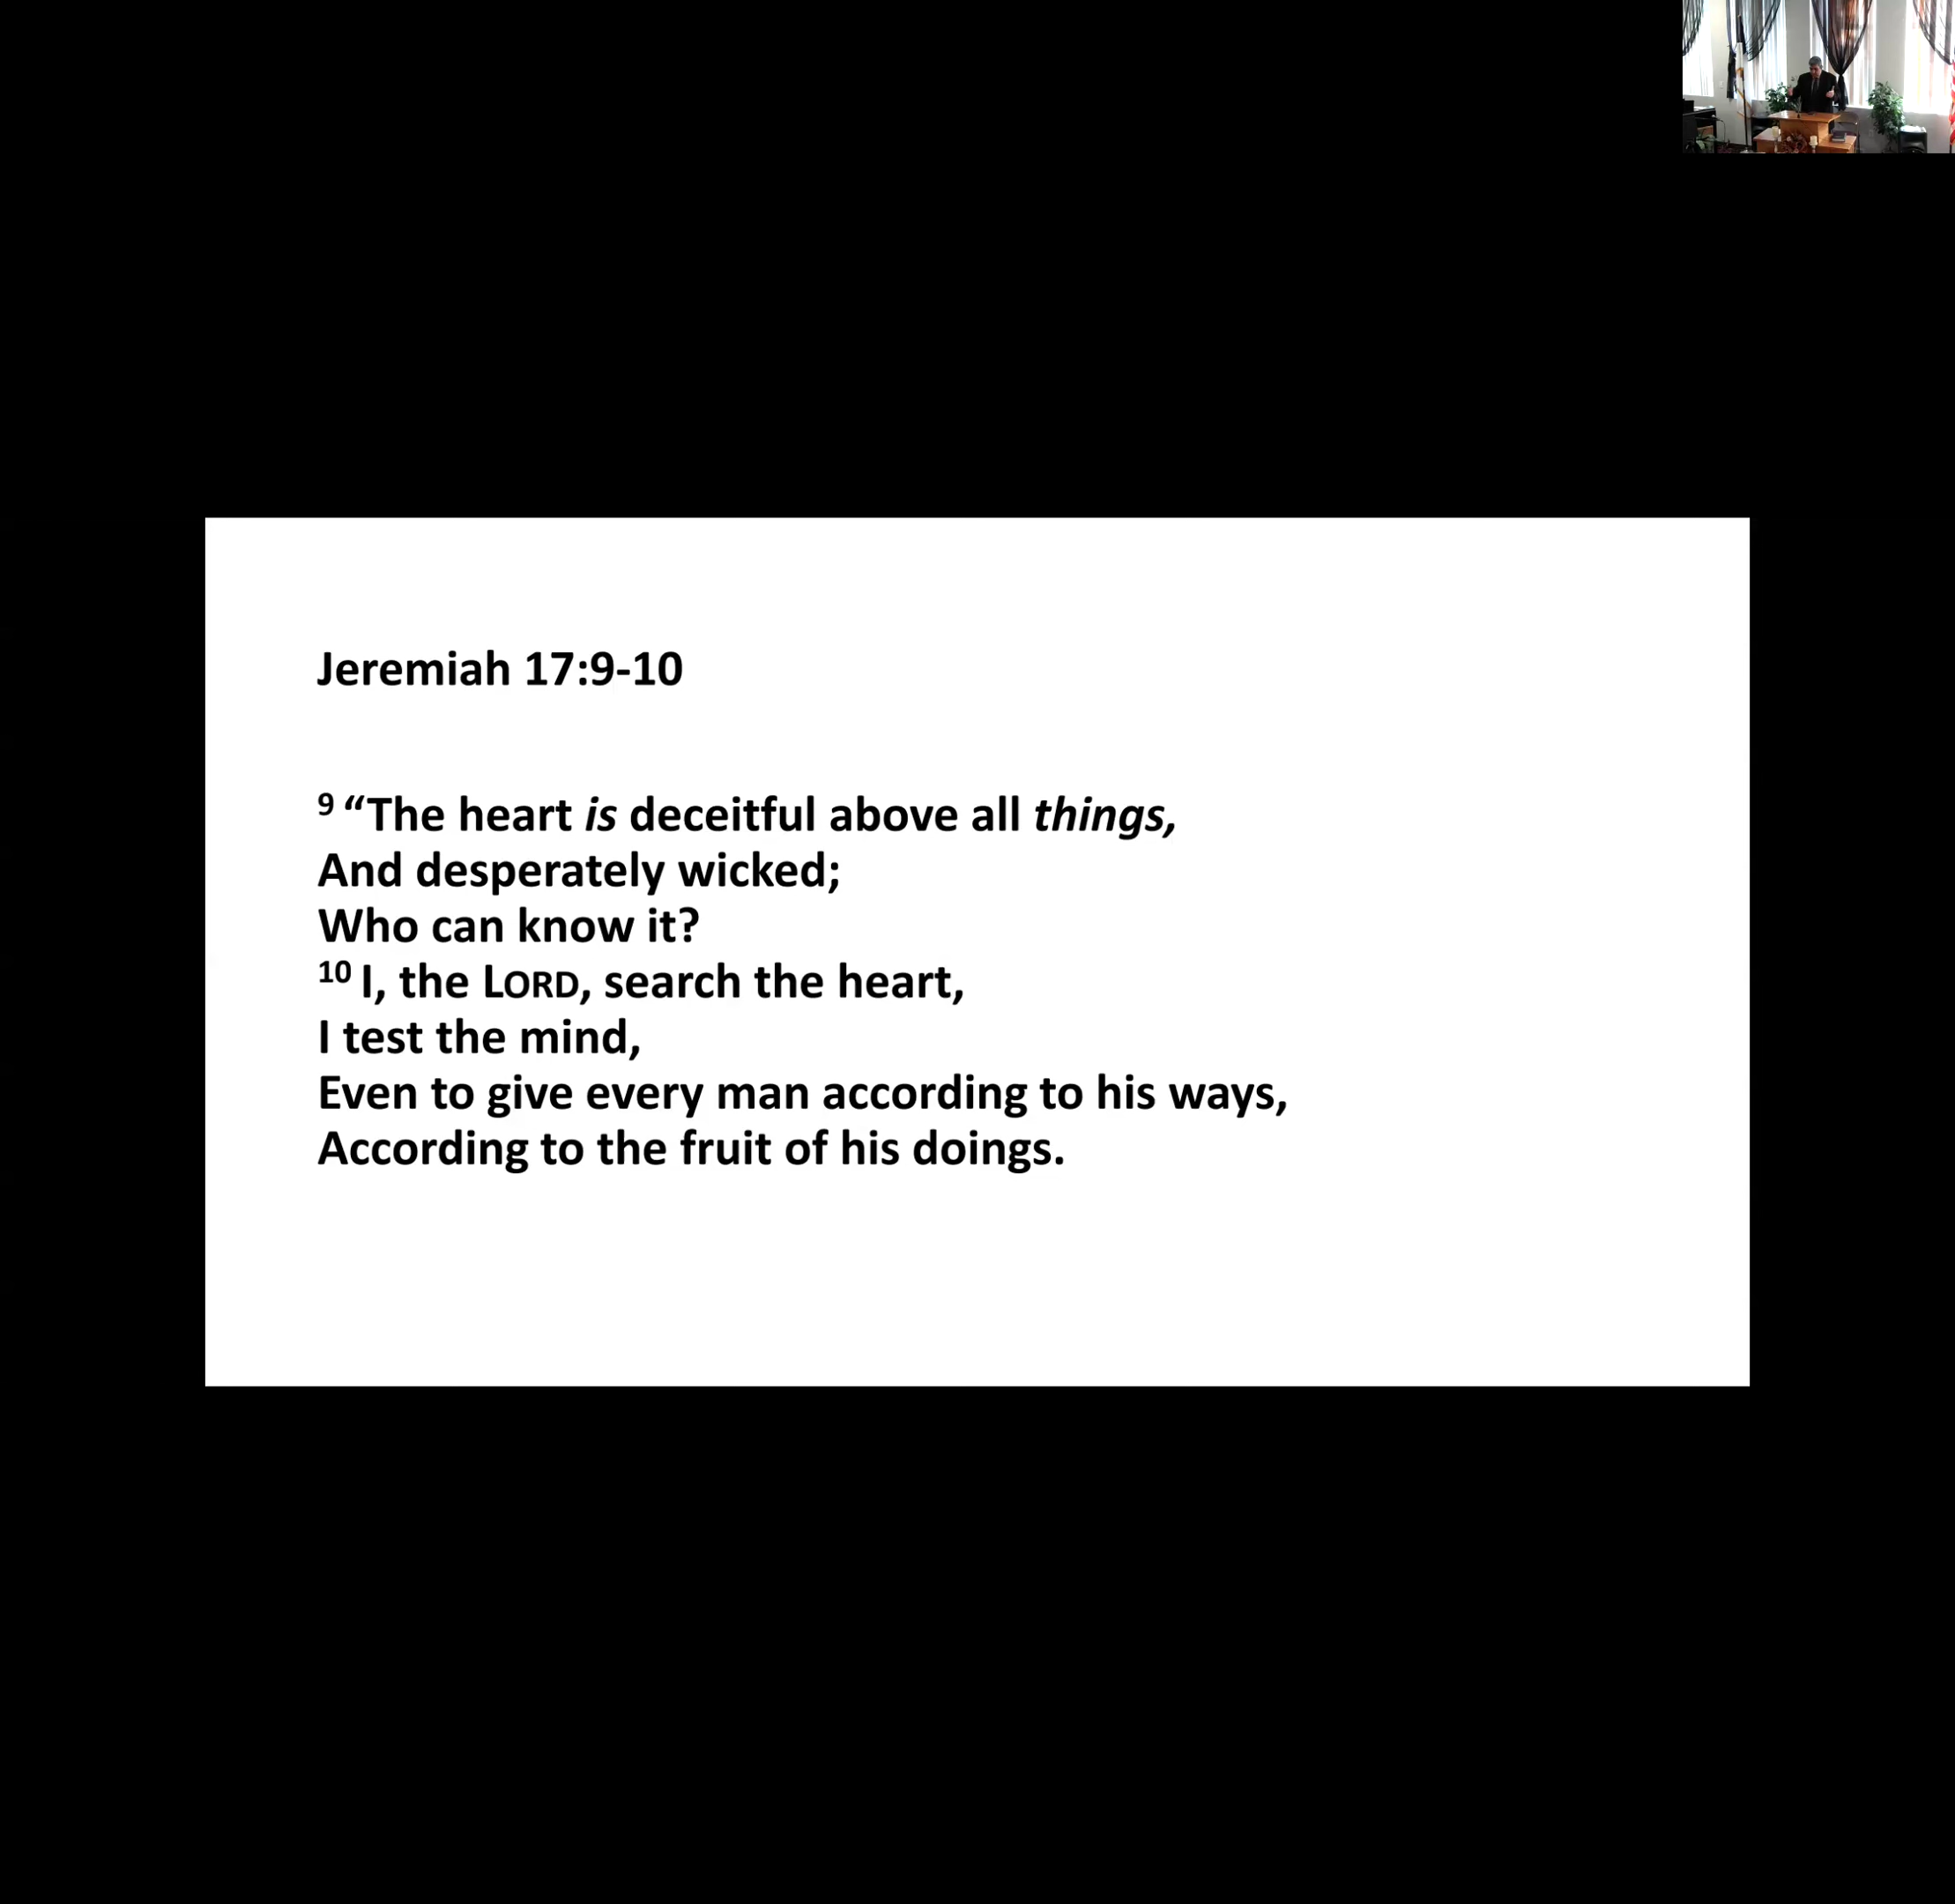 Jeremiah 17:9-10
9 “The heart is deceitful above all things,
And desperately wicked;
Who can know it?
10 I, the LORD, search the heart,
I test the mind,
Even to give every man according to his ways,
According to the fruit of his doings.